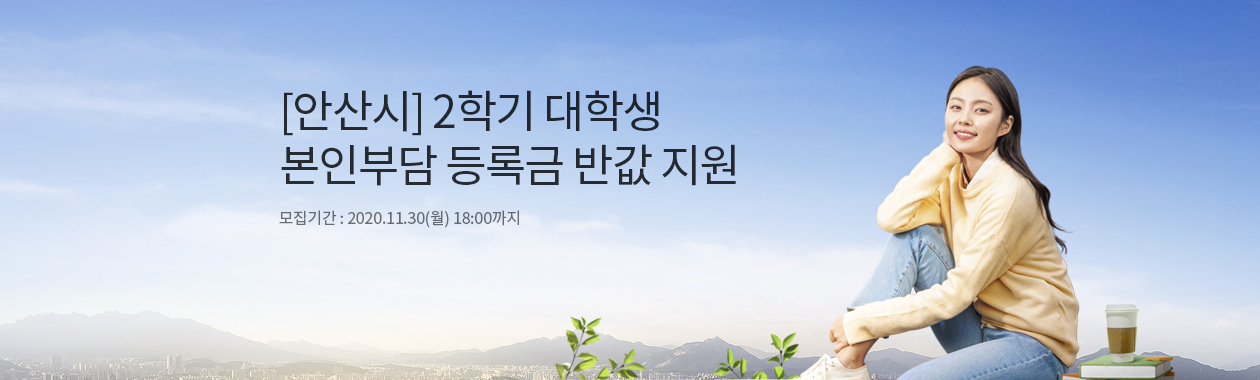 [안산시] 2학기 대학생
본인부담 등록금 반값 지원
모집기간 : 2020.11.30(월) 18:00까지